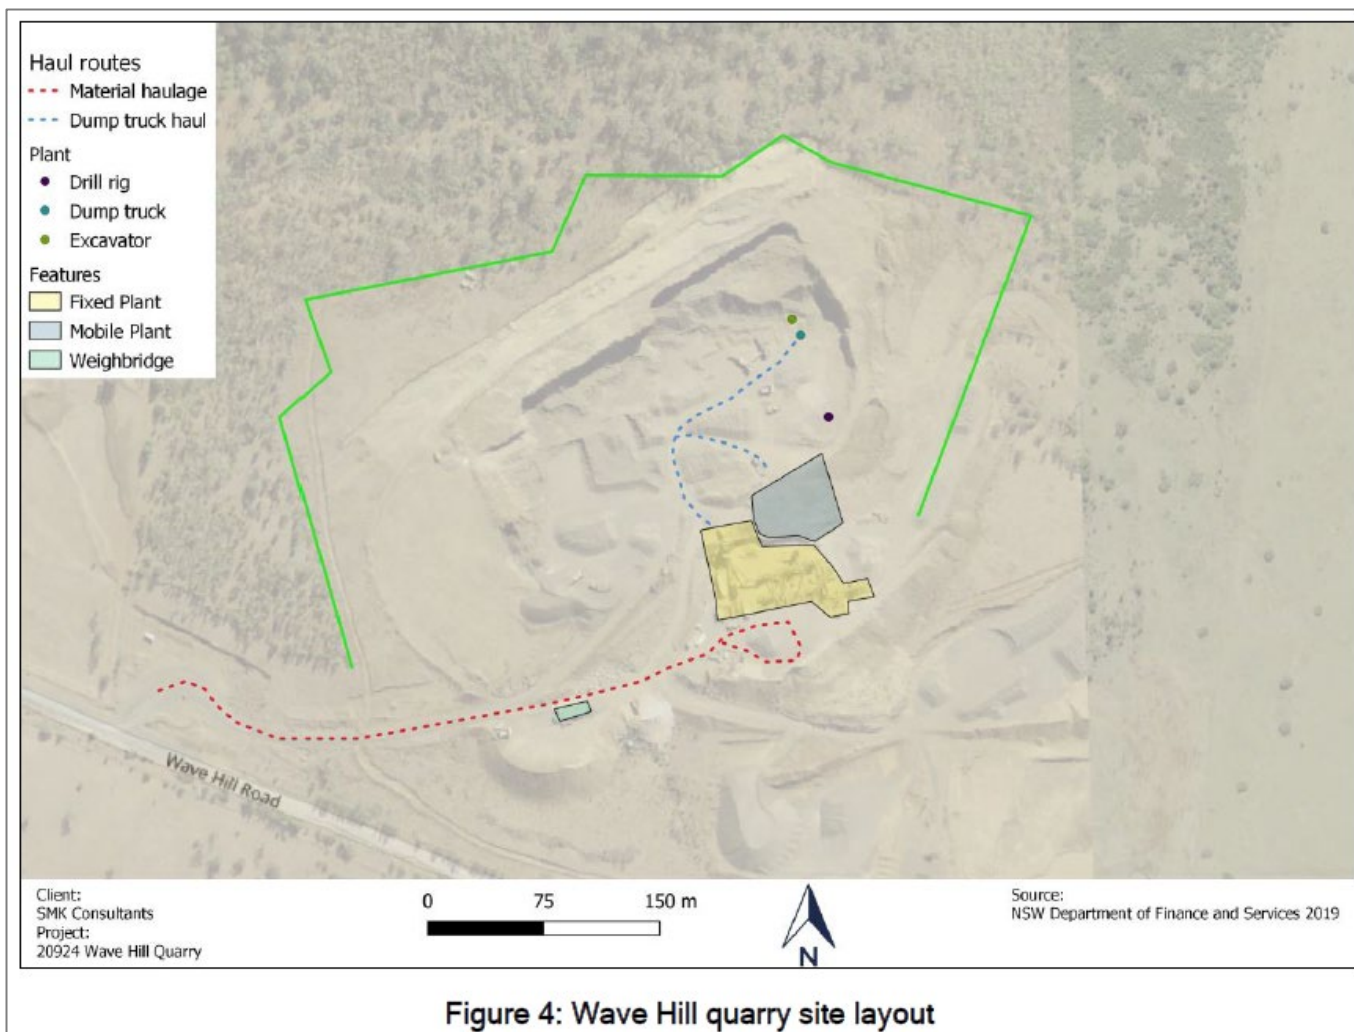 Haul routes
Material haulage
Dump truck haul
Plant
Drill rig
Dump truck
Excavator
Features
Fixed Plant
Mobile Plant
Weighbridge
Wave Hill Road
Client:
SMK Consultants
Project:
20924 Wave Hill Quarry
0 75 150 m
N
Source:
NSW Department of Finance and Services 2019
Figure 4: Wave Hill quarry site layout